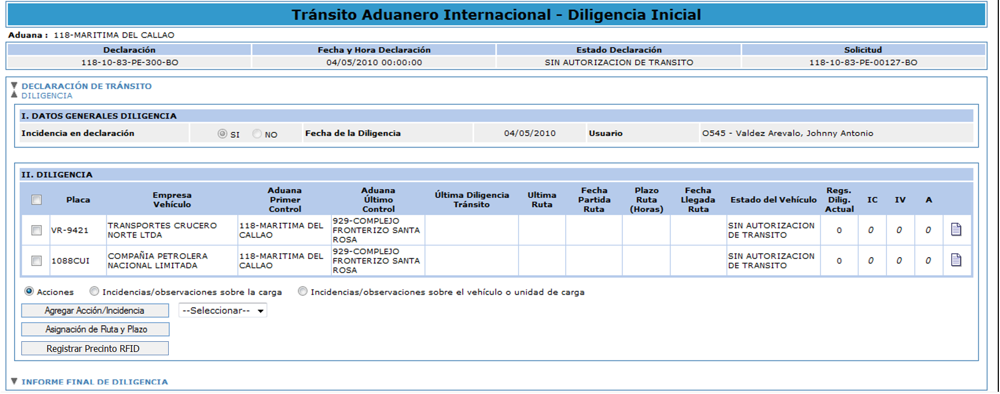 Tránsito Aduanero Internacional - Diligencia Inicial
Aduana : 118-MARITIMA DEL CALLAO
Declaración Fecha y Hora Declaración Estado Declaración Solicitud
118-10-83-PE-300-BO 04/05/2010 00:00:00 SIN AUTORIZACION DE TRANSITO 118-10-83-PE-00127-BO
DECLARACIÓN DE TRÁNSITO
DILIGENCIA
I. DATOS GENERALES DILIGENCIA
Incidencia en declaración SI NO Fecha de la Diligencia 04/05/2010 Usuario O545 - Valdez Arevalo, Johnny Antonio
II. DILIGENCIA
Placa Empresa Vehículo Aduana Primer Control Aduana Último Control Última Diligencia Tránsito Ultima Ruta Fecha Partida Ruta Plazo Ruta (Horas) Fecha Llegada Ruta Estado del Vehículo Regs. Dilig. Actual IC IV A
VR-9421 TRANSPORTES CRUCERO NORTE LTDA 118-MARITIMA DEL CALLAO 929-COMPLEJO FRONTERIZO SANTA ROSA SIN AUTORIZACION DE TRANSITO 0 0 0 0
1088CUI COMPAÑIA PETROLERA NACIONAL LIMITADA 118-MARITIMA DEL CALLAO 929-COMPLEJO FRONTERIZO SANTA ROSA SIN AUTORIZACION DE TRANSITO 0 0 0 0
Acciones Incidencias/observaciones sobre la carga Incidencias/observaciones sobre el vehículo o unidad de carga
Agregar Acción/Incidencia --Seleccionar--
Asignación de Ruta y Plazo
Registrar Precinto RFID
INFORME FINAL DE DILIGENCIA